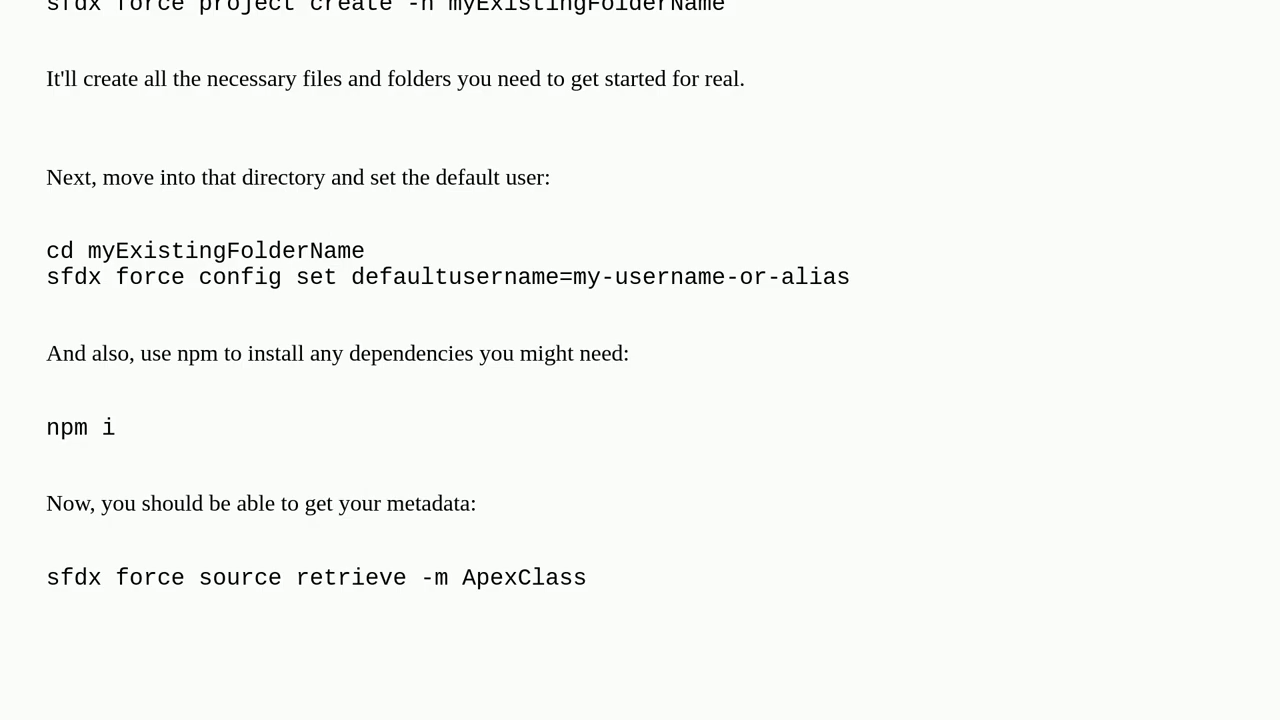 sfdx force project create -n myExistingFolderName
It'll create all the necessary files and folders you need to get started for real.
Next, move into that directory and set the default user:
cd myExistingFolderName
sfdx force config set defaultusername=my-username-or-alias
And also, use npm to install any dependencies you might need:
npm i
Now, you should be able to get your metadata:
sfdx force source retrieve -m ApexClass